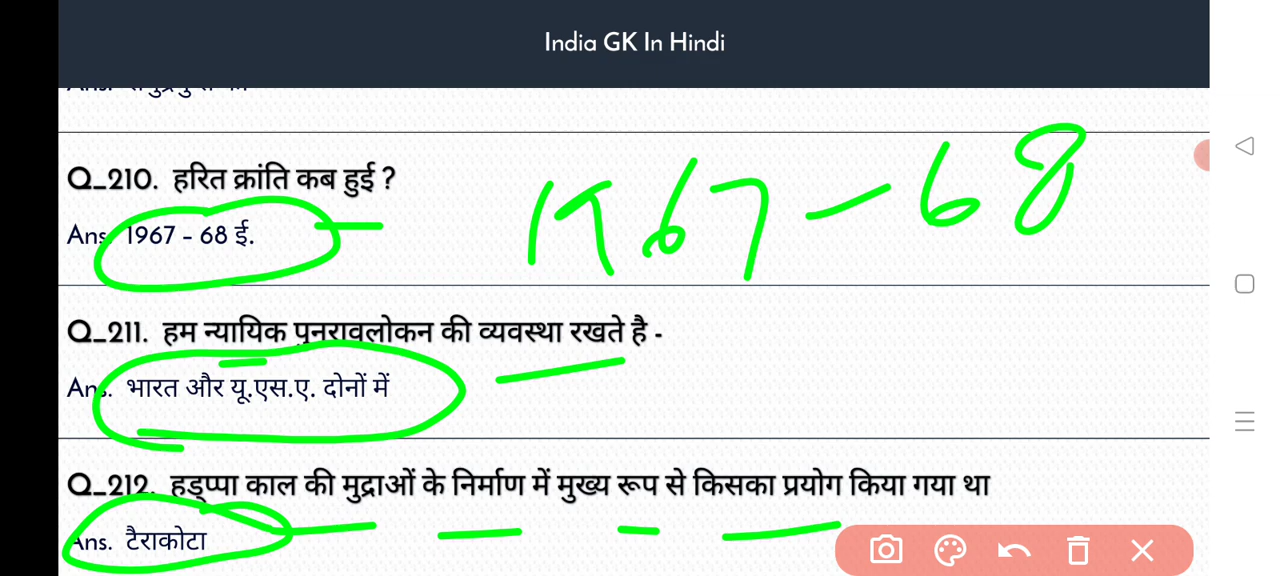 India GK In Hindi
Q_210. हरित क्रांति कब हुई ?
Ans. 1967 - 68 ई.
1967 - 68
Q_211. हम न्यायिक पुनरावलोकन की व्यवस्था रखते है -
Ans. भारत और यू.एस.ए. दोनों में
Q_212. हड़प्पा काल की मुद्राओं के निर्माण में मुख्य रूप से किसका प्रयोग किया गया था
Ans. टैराकोटा